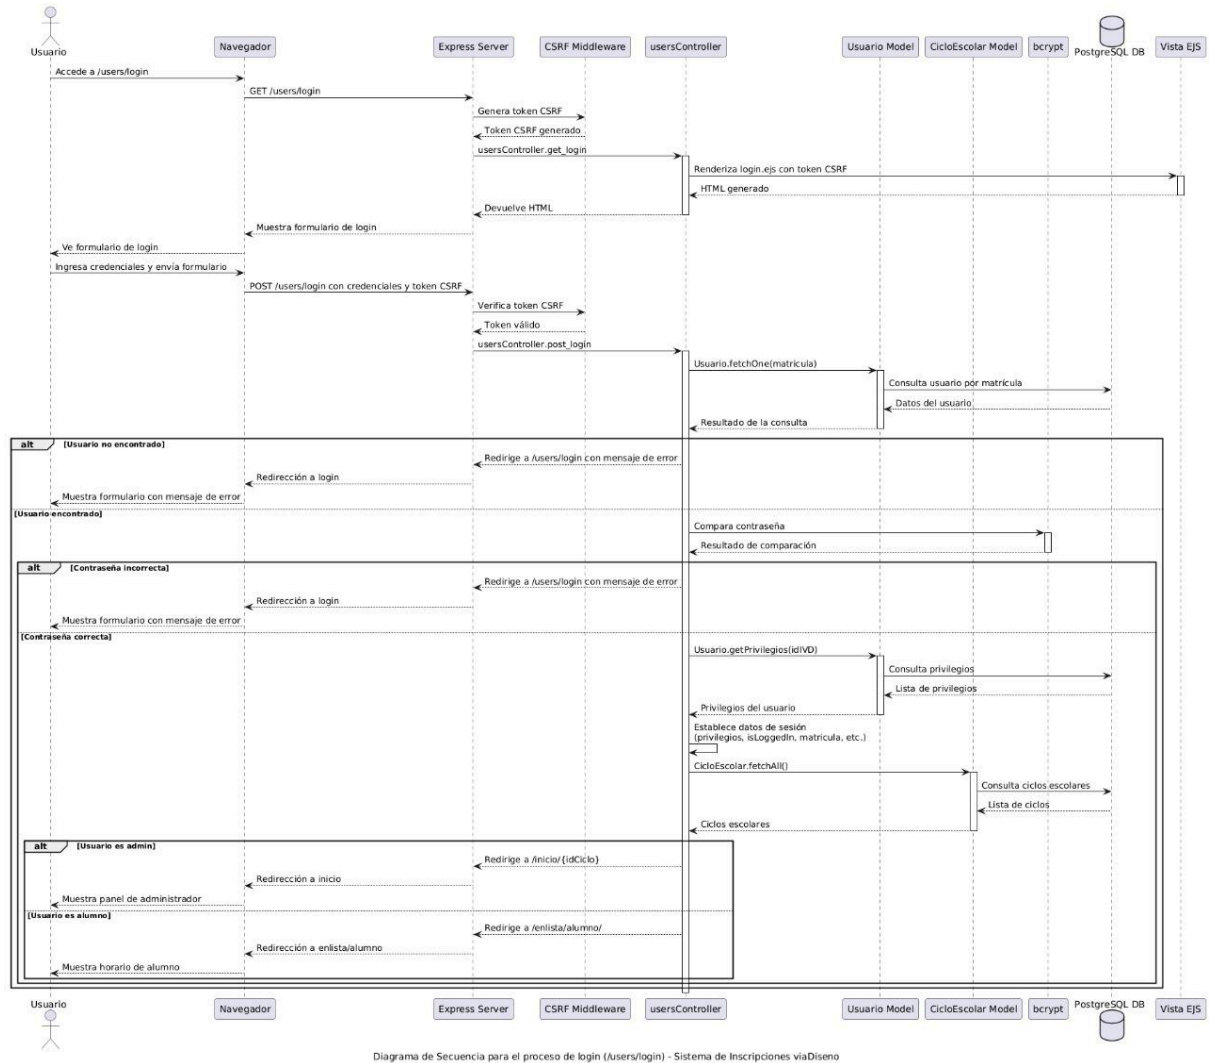 Usuario
Navegador
Express Server
CSRF Middleware
usersController
Usuario Model
CicloEscolar Model
bcrypt
PostgreSQL DB
Vista EJS
Accede a /users/login
GET /users/login
Genera token CSRF
Token CSRF generado
usersController.get_login
Renderiza login.ejs con token CSRF
HTML generado
Devuelve HTML
Muestra formulario de login
Ve formulario de login
Ingresa credenciales y envía formulario
POST /users/login con credenciales y token CSRF
Verifica token CSRF
Token válido
usersController.post_login
Usuario.fetchOne(matricula)
Consulta usuario por matrícula
Datos del usuario
Resultado de la consulta
alt [Usuario no encontrado]
Redirige a /users/login con mensaje de error
Redirección a login
Muestra formulario con mensaje de error
[Usuario encontrado]
Compara contraseña
Resultado de comparación
alt [Contraseña incorrecta]
Redirige a /users/login con mensaje de error
Redirección a login
Muestra formulario con mensaje de error
[Contraseña correcta]
Usuario.getPrivilegios(idIVD)
Consulta privilegios
Lista de privilegios
Privilegios del usuario
Establece datos de sesión
(privilegios, isLoggedIn, matricula, etc.)
CicloEscolar.fetchAll()
Consulta ciclos escolares
Lista de ciclos
Ciclos escolares
alt [Usuario es admin]
Redirige a /inicio/{idCiclo}
Redirección a inicio
Muestra panel de administrador
[Usuario es alumno]
Redirige a /enlista/alumno/
Redirección a enlista/alumno
Muestra horario de alumno
Usuario
Navegador
Express Server
CSRF Middleware
usersController
Usuario Model
CicloEscolar Model
bcrypt
PostgreSQL DB
Vista EJS
Diagrama de Secuencia para el proceso de login (/users/login) - Sistema de Inscripciones viaDiseno